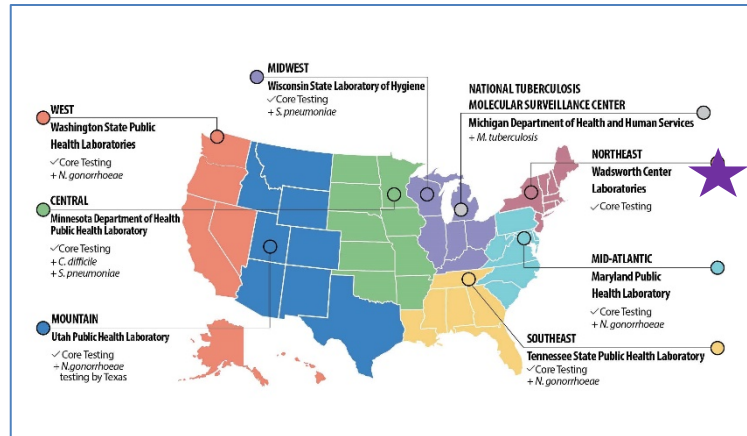 MIDWEST
Wisconsin State Laboratory of Hygiene
✓Core Testing
+ S. pneumoniae
NATIONAL TUBERCULOSIS
MOLECULAR SURVEILLANCE CENTER
Michigan Department of Health and Human Services
+ M. tuberculosis
WEST
Washington State Public
Health Laboratories
✓Core Testing
+ N. gonorrhoeae
NORTHEAST
Wadsworth Center
Laboratories
✓Core Testing
CENTRAL
Minnesota Department of Health
Public Health Laboratory
✓Core Testing
+ C. difficile
+ S. pneumoniae
MID-ATLANTIC
Maryland Public
Health Laboratory
✓Core Testing
+ N. gonorrhoeae
MOUNTAIN
Utah Public Health Laboratory
✓Core Testing
+ N.gonorrhoeae
testing by Texas
SOUTHEAST
Tennessee State Public Health Laboratory
✓Core Testing
+ N. gonorrhoeae